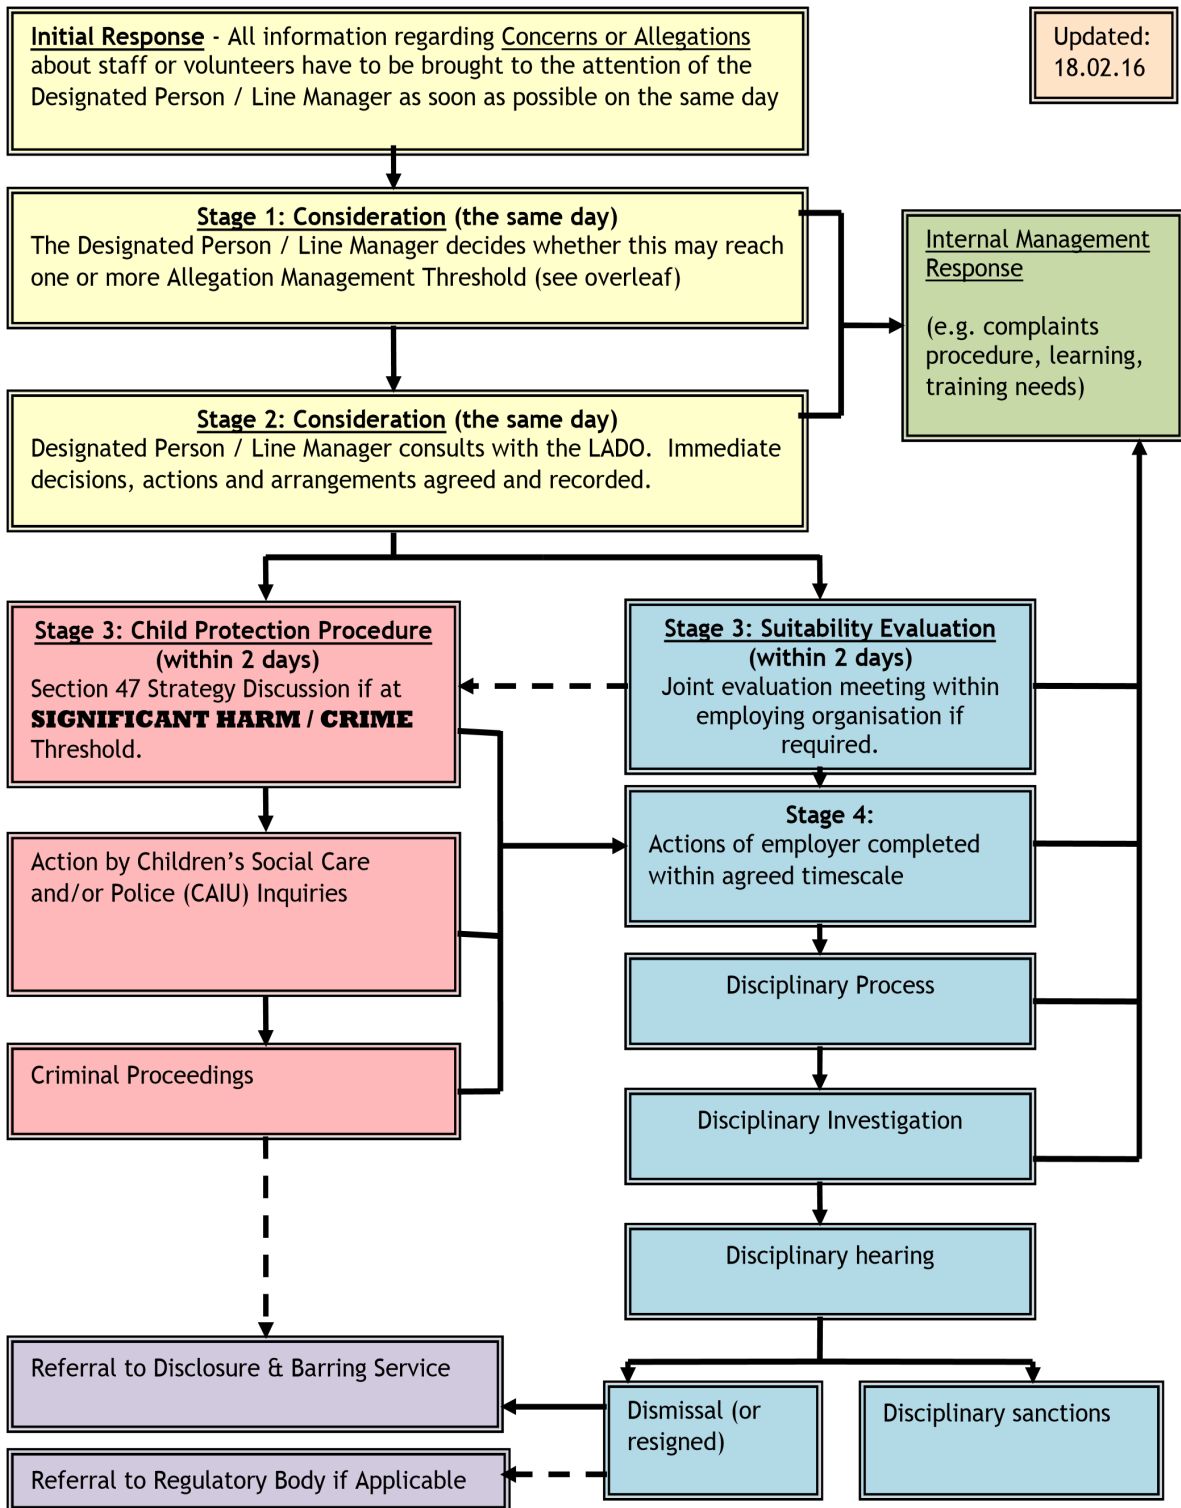 Initial Response - All information regarding Concerns or Allegations
about staff or volunteers have to be brought to the attention of the
Designated Person / Line Manager as soon as possible on the same day
Updated:
18.02.16
Stage 1: Consideration (the same day)
The Designated Person / Line Manager decides whether this may reach
one or more Allegation Management Threshold (see overleaf)
Internal Management
Response
(e.g. complaints
procedure, learning,
training needs)
Stage 2: Consideration (the same day)
Designated Person / Line Manager consults with the LADO.  Immediate
decisions, actions and arrangements agreed and recorded.
Stage 3: Child Protection Procedure
(within 2 days)
Section 47 Strategy Discussion if at
SIGNIFICANT HARM / CRIME
Threshold.
Stage 3: Suitability Evaluation
(within 2 days)
Joint evaluation meeting within
employing organisation if
required.
Stage 4:
Actions of employer completed
within agreed timescale
Action by Children’s Social Care
and/or Police (CAIU) Inquiries
Disciplinary Process
Criminal Proceedings
Disciplinary Investigation
Disciplinary hearing
Referral to Disclosure & Barring Service
Dismissal (or
resigned)
Disciplinary sanctions
Referral to Regulatory Body if Applicable